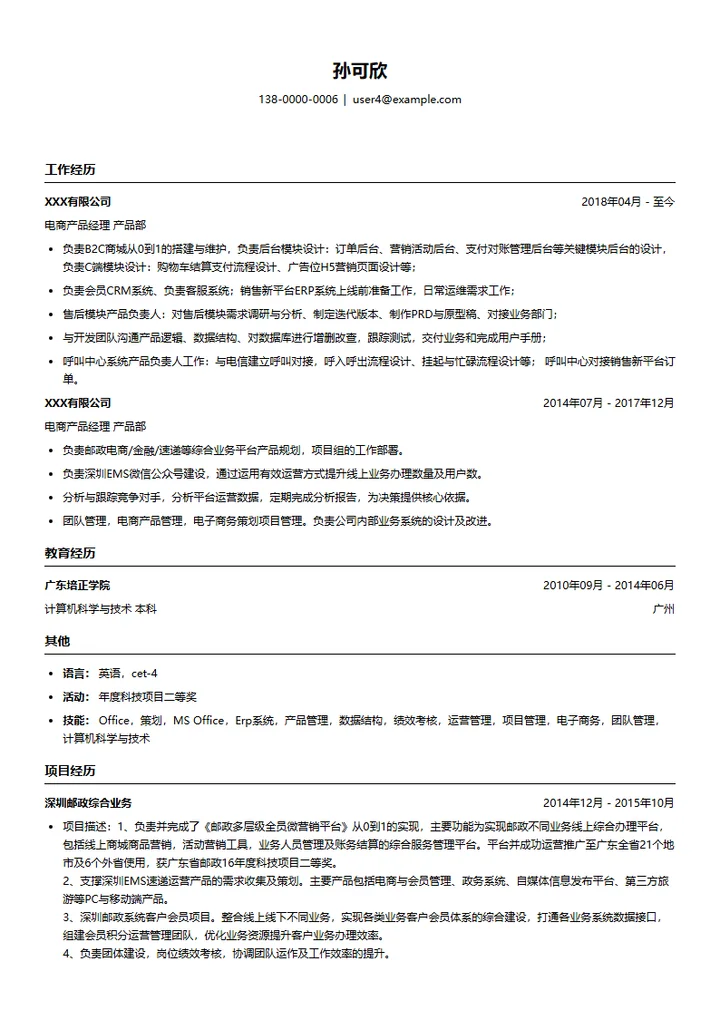 孙可欣
138-0000-0006 | user4@example.com
工作经历
XXX有限公司 2018年04月 - 至今
电商产品经理 产品部
• 负责B2C商城从0到1的搭建与维护，负责后台模块设计：订单后台、营销活动后台、支付对账管理后台等关键模块后台的设计，
负责C端模块设计：购物车结算支付流程设计、广告位H5营销页面设计等；
• 负责会员CRM系统、负责客服系统；销售新平台ERP系统上线前准备工作，日常运维需求工作；
• 售后模块产品负责人：对售后模块需求调研与分析、制定迭代版本、制作PRD与原型稿、对接业务部门；
• 与开发团队沟通产品逻辑、数据结构、对数据库进行增删改查，跟踪测试，交付业务和完成用户手册；
• 呼叫中心系统产品负责人工作：与电信建立呼叫对接，呼入呼出流程设计、挂起与忙碌流程设计等； 呼叫中心对接销售新平台订
单。
XXX有限公司 2014年07月 - 2017年12月
电商产品经理 产品部
• 负责邮政电商/金融/速递等综合业务平台产品规划，项目组的工作部署。
• 负责深圳EMS微信公众号建设，通过运用有效运营方式提升线上业务办理数量及用户数。
• 分析与跟踪竞争对手，分析平台运营数据，定期完成分析报告，为决策提供核心依据。
• 团队管理，电商产品管理，电子商务策划项目管理。负责公司内部业务系统的设计及改进。
教育经历
广东培正学院 2010年09月 - 2014年06月
计算机科学与技术 本科 广州
其他
• 语言： 英语，cet-4
• 活动： 年度科技项目二等奖
• 技能： Office，策划，MS Office，Erp系统，产品管理，数据结构，绩效考核，运营管理，项目管理，电子商务，团队管理，
计算机科学与技术
项目经历
深圳邮政综合业务 2014年12月 - 2015年10月
• 项目描述：1、负责并完成了《邮政多层级全员微营销平台》从0到1的实现，主要功能为实现邮政不同业务线上综合办理平台，
包括线上商城商品营销，活动营销工具，业务人员管理及账务结算的综合服务管理平台。平台并成功运营推广至广东全省21个地
市及6个外省使用，获广东省邮政16年度科技项目二等奖。
2、支撑深圳EMS速递运营产品的需求收集及策划。主要产品包括电商与会员管理、政务系统、自媒体信息发布平台、第三方旅
游等PC与移动端产品。
3、深圳邮政系统客户会员项目。整合线上线下不同业务，实现各类业务客户会员体系的综合建设，打通各业务系统数据接口，
组建会员积分运营管理团队，优化业务资源提升客户业务办理效率。
4、负责团体建设，岗位绩效考核，协调团队运作及工作效率的提升。